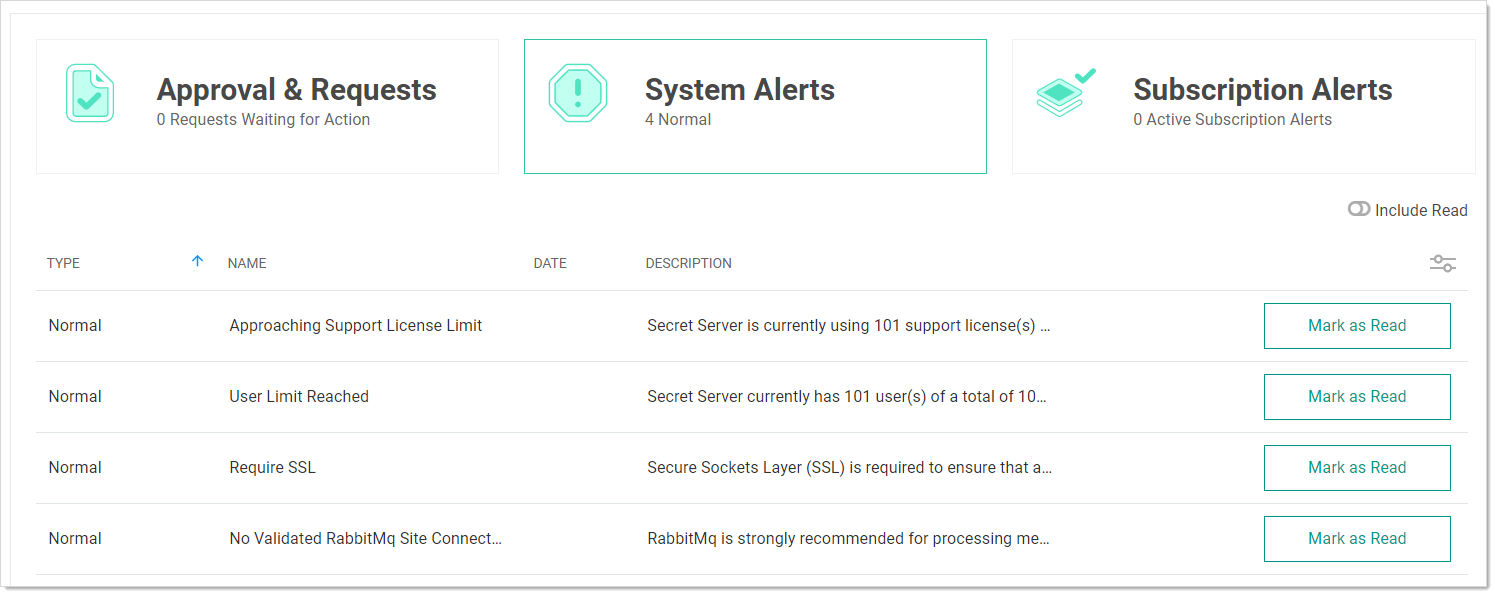 Approval & Requests
0 Requests Waiting for Action
System Alerts
4 Normal
Subscription Alerts
0 Active Subscription Alerts
Include Read
TYPE NAME DATE DESCRIPTION
Normal Approaching Support License Limit Secret Server is currently using 101 support license(s) ... Mark as Read
Normal User Limit Reached Secret Server currently has 101 user(s) of a total of 10... Mark as Read
Normal Require SSL Secure Sockets Layer (SSL) is required to ensure that a... Mark as Read
Normal No Validated RabbitMq Site Connect... RabbitMq is strongly recommended for processing me... Mark as Read